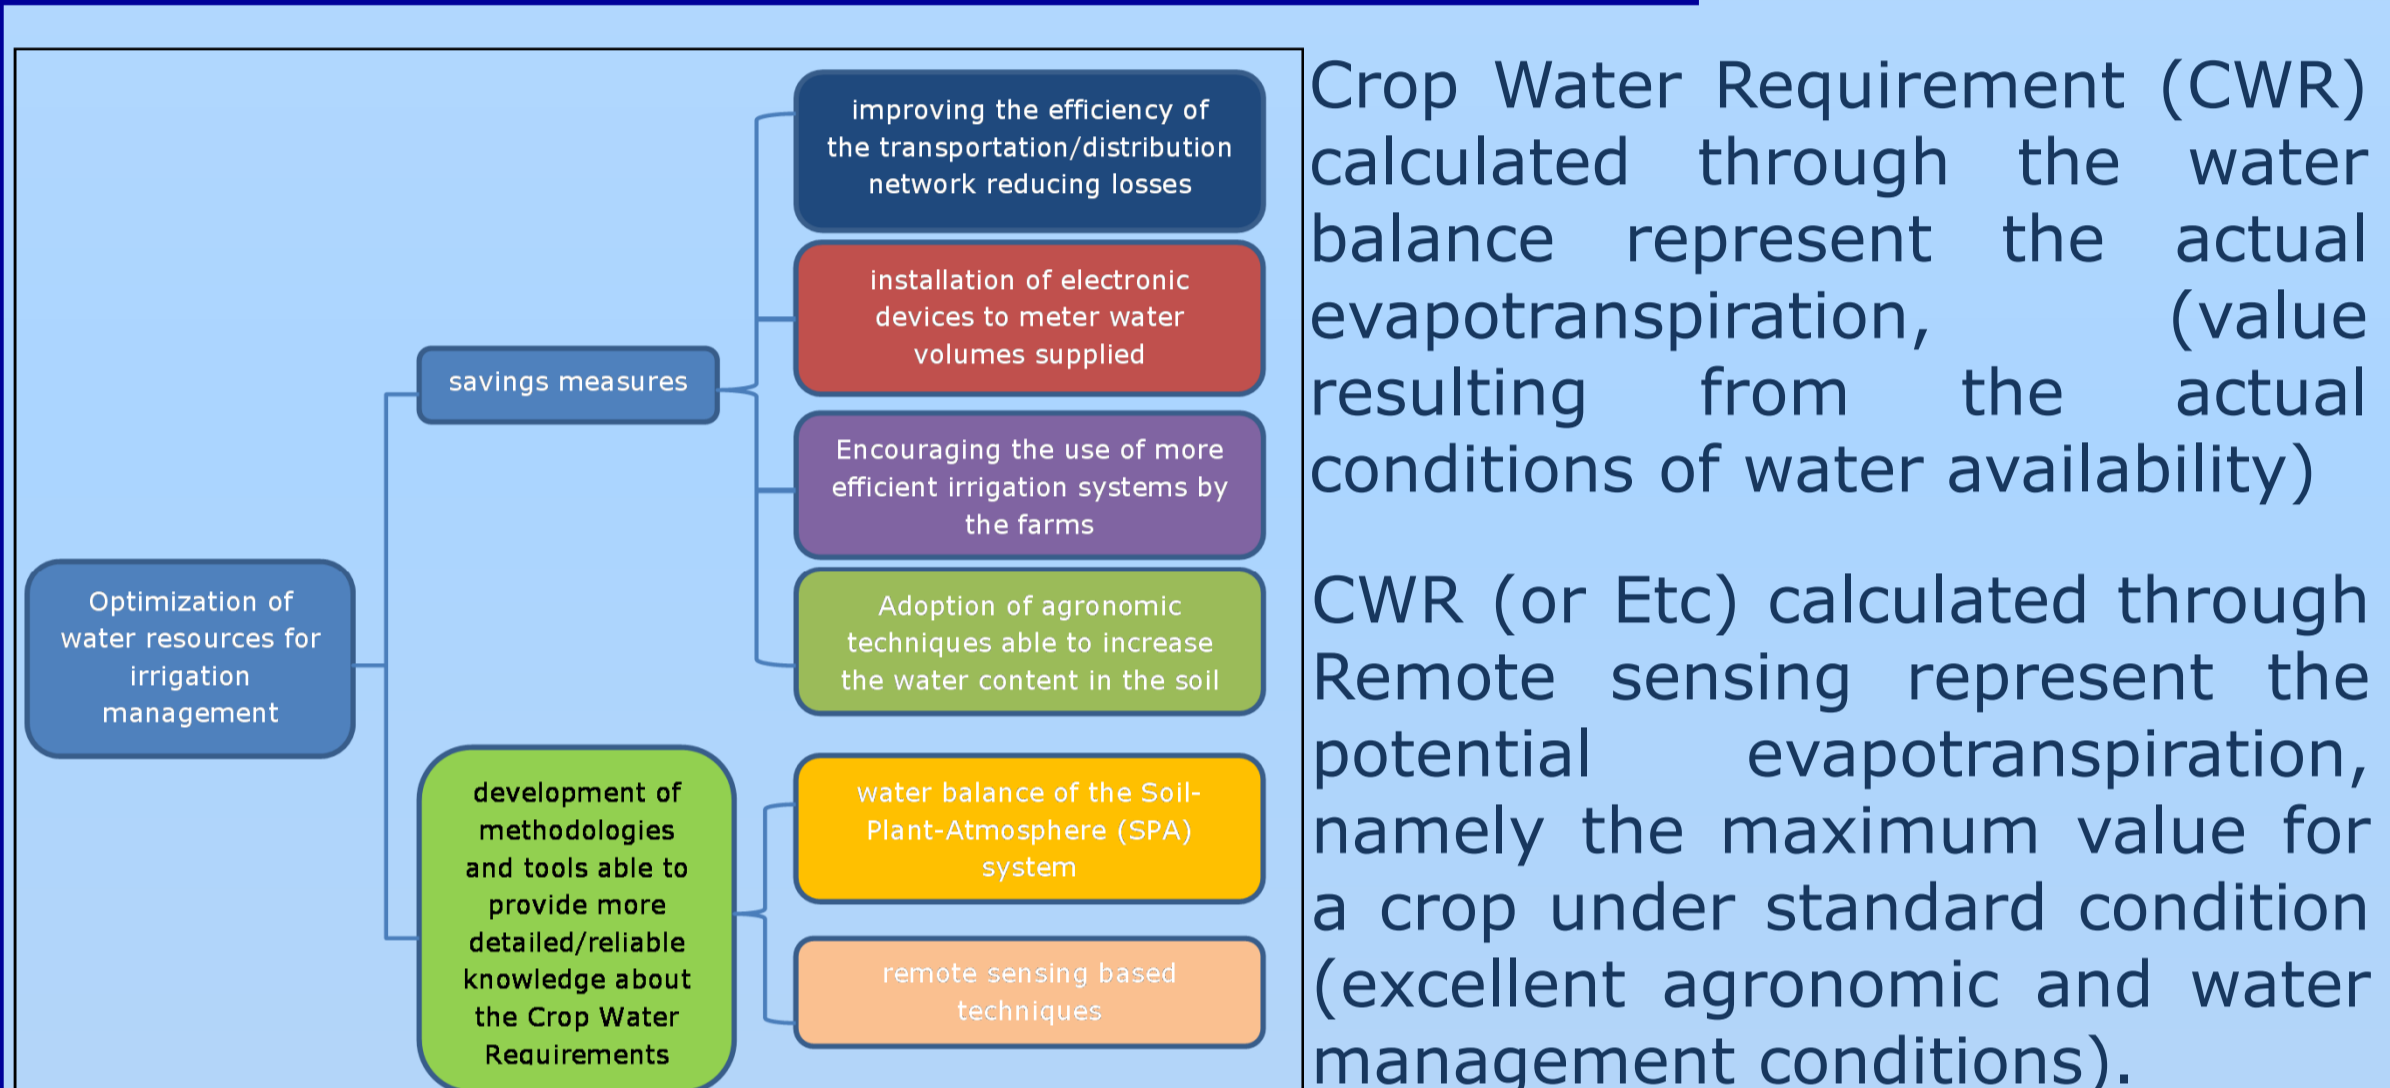 improving the efficiency of
the transportation/distribution
network reducing losses
installation of electronic
devices to meter water
volumes supplied
savings measures
Encouraging the use of more
efficient irrigation systems by
the farms
Optimization of
water resources for
irrigation
management
Adoption of agronomic
techniques able to increase
the water content in the soil
development of
methodologies
and tools able to
provide more
detailed/reliable
knowledge about
the Crop Water
Requirements
water balance of the Soil-
Plant-Atmosphere (SPA)
system
remote sensing based
techniques
Crop Water Requirement (CWR)
calculated through the water
balance represent the actual
evapotranspiration, (value
resulting from the actual
conditions of water availability)
CWR (or Etc) calculated through
Remote sensing represent the
potential evapotranspiration,
namely the maximum value for
a crop under standard condition
(excellent agronomic and water
management conditions).